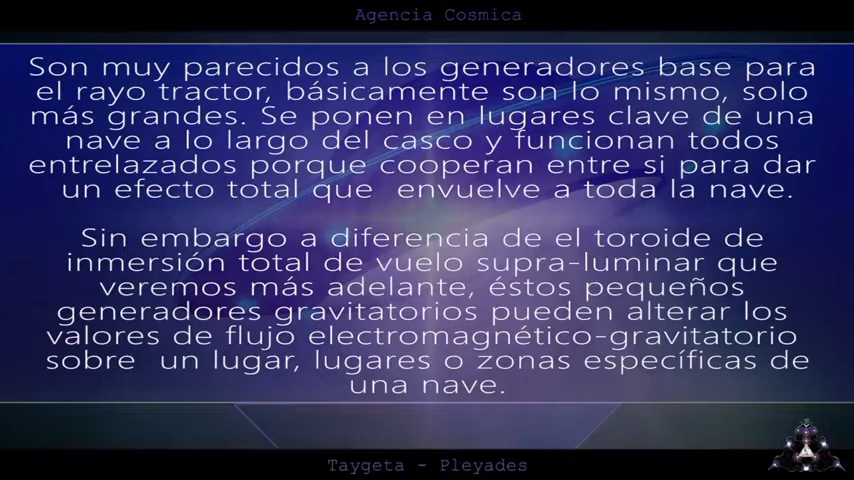 Agencia Cosmica
Son muy parecidos a los generadores base para
el rayo tractor, básicamente son lo mismo, solo
más grandes. Se ponen en lugares clave de una
nave a lo largo del casco y funcionan todos
entrelazados porque cooperan entre si para dar
un efecto total que envuelve a toda la nave.
Sin embargo a diferencia de el toroide de
inmersión total de vuelo supra-luminar que
veremos más adelante, éstos pequeños
generadores gravitatorios pueden alterar los
valores de flujo electromagnético-gravitatorio
sobre un lugar, lugares o zonas específicas de
una nave.
Taygeta - Pleyades